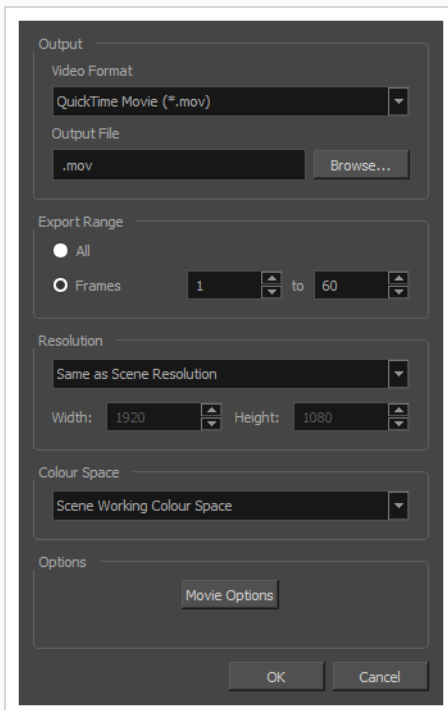 Output
Video Format
QuickTime Movie (*.mov)
Output File
.mov Browse...
Export Range
All
Frames 1 to 60
Resolution
Same as Scene Resolution
Width: 1920 Height: 1080
Colour Space
Scene Working Colour Space
Options
Movie Options
OK Cancel